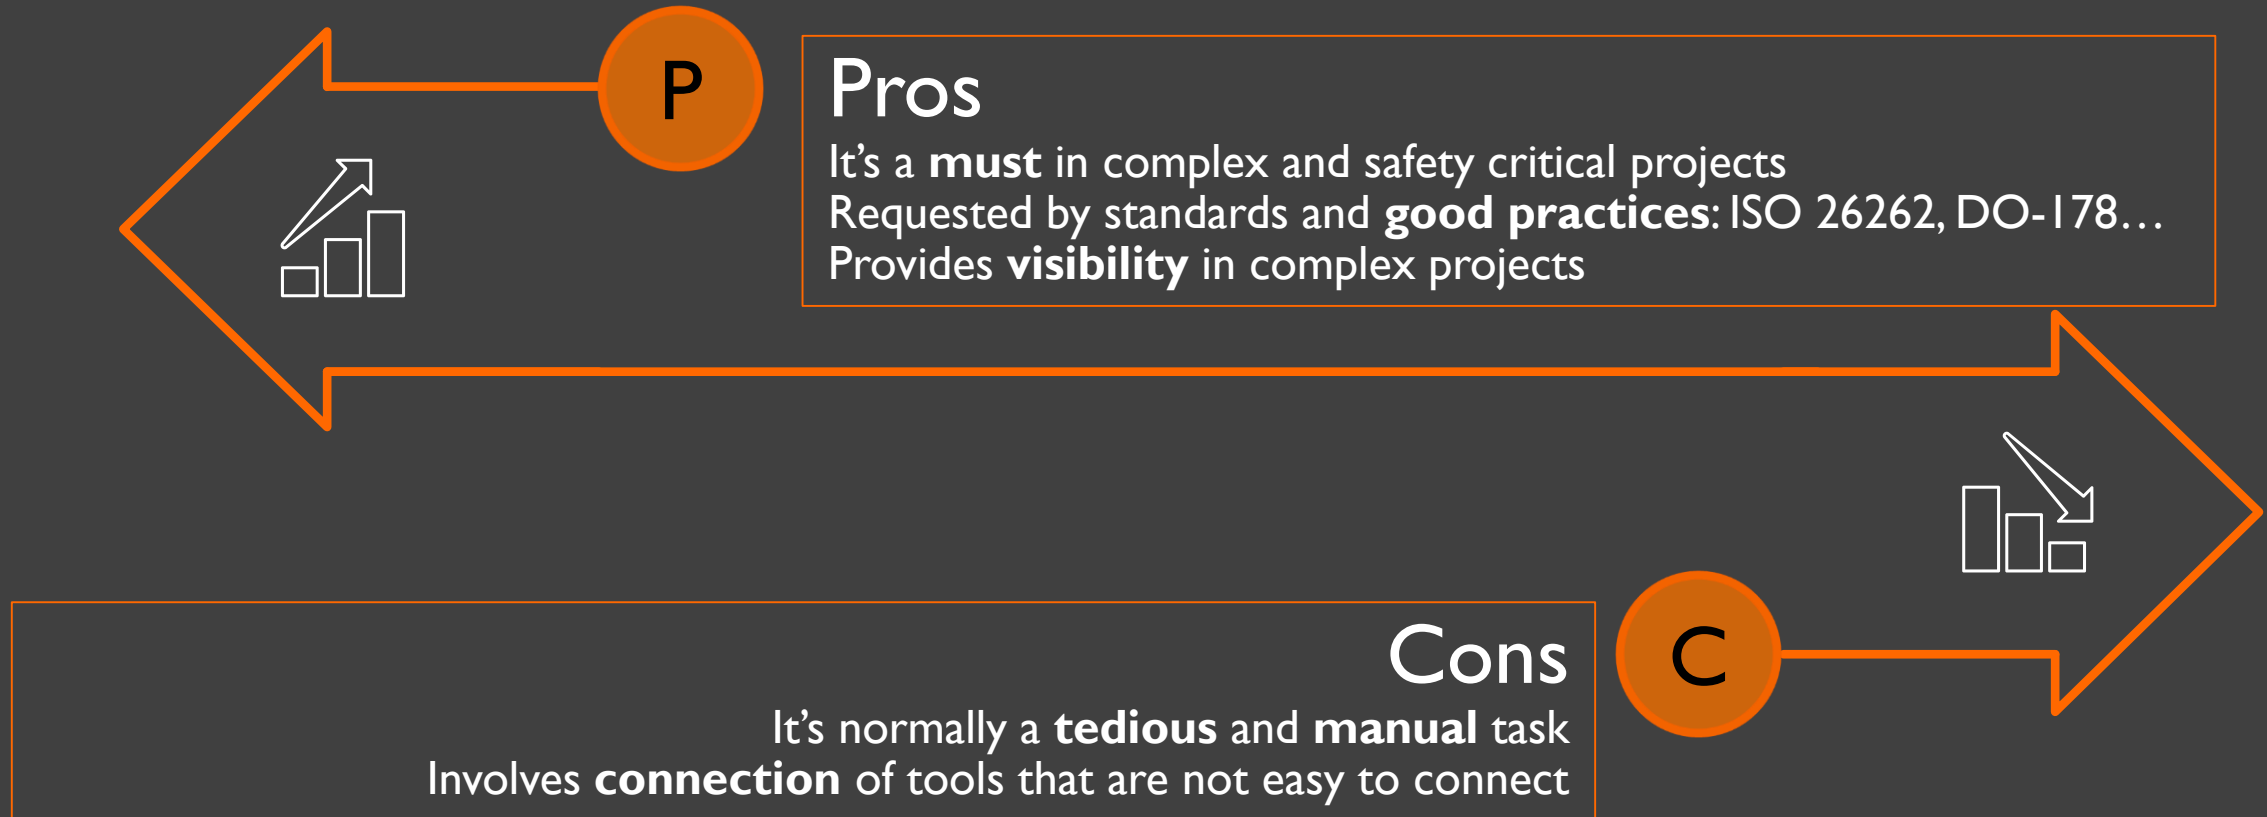 P
Pros
It’s a must in complex and safety critical projects
Requested by standards and good practices: ISO 26262, DO-178…
Provides visibility in complex projects
Cons
C
It’s normally a tedious and manual task
Involves connection of tools that are not easy to connect